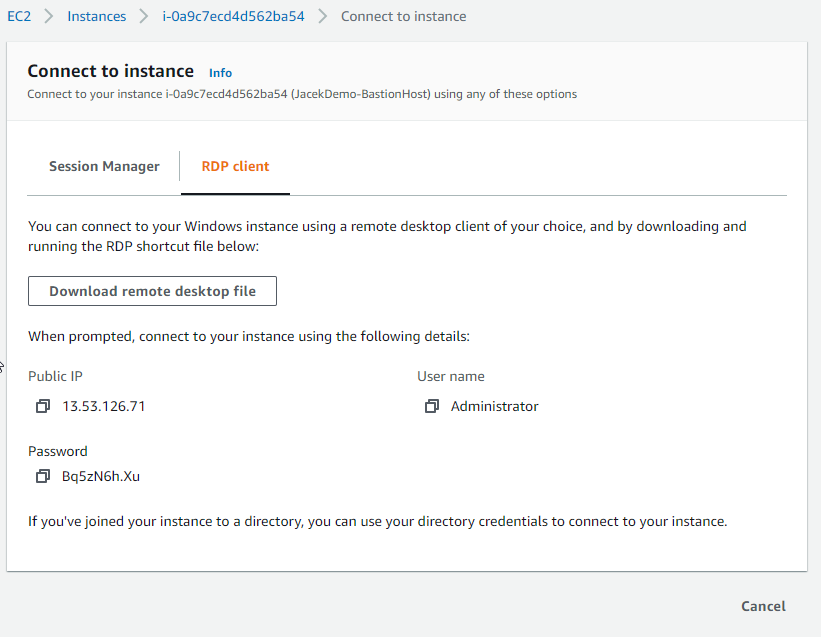 EC2 > Instances > i-0a9c7ecd4d562ba54 > Connect to instance
Connect to instance Info
Connect to your instance i-0a9c7ecd4d562ba54 (JacekDemo-BastionHost) using any of these options
Session Manager RDP client
You can connect to your Windows instance using a remote desktop client of your choice, and by downloading and
running the RDP shortcut file below:
Download remote desktop file
When prompted, connect to your instance using the following details:
Public IP User name
13.53.126.71 Administrator
Password
Bq5zN6h.Xu
If you've joined your instance to a directory, you can use your directory credentials to connect to your instance.
Cancel